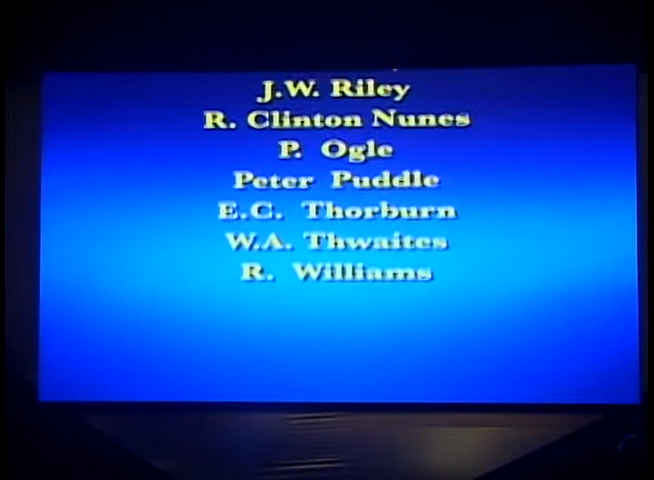 J.W. Riley
R. Clinton Nunes
P. Ogle
Peter Puddle
E.C. Thorburn
W.A. Thwaites
R. Williams